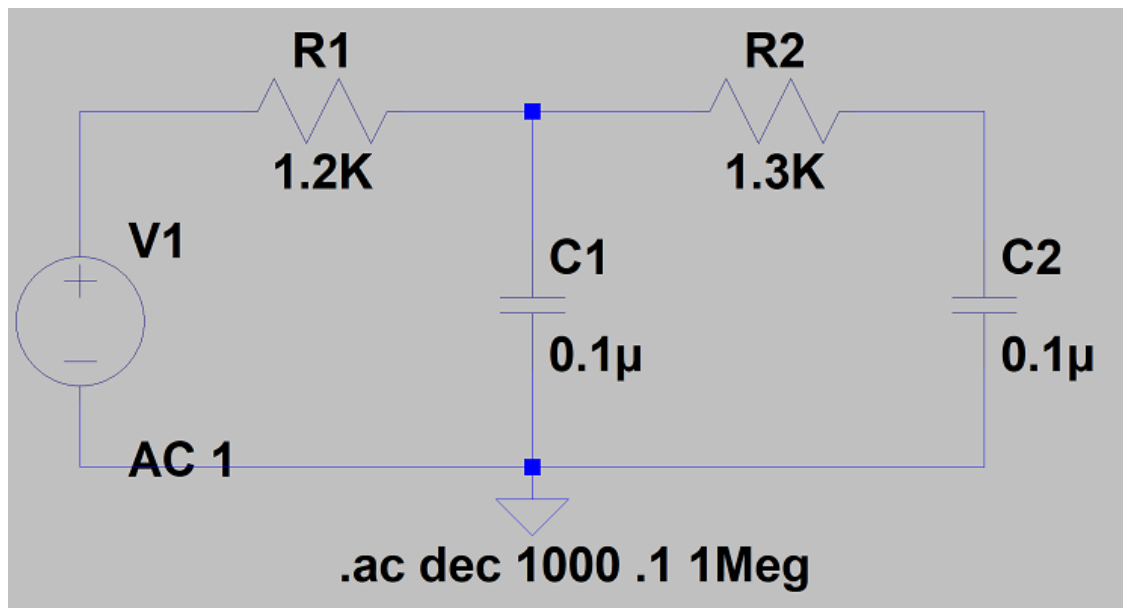 R1
R2
1.2K
1.3K
V1
C1
C2
0.1µ
0.1µ
AC 1
.ac dec 1000 .1 1Meg